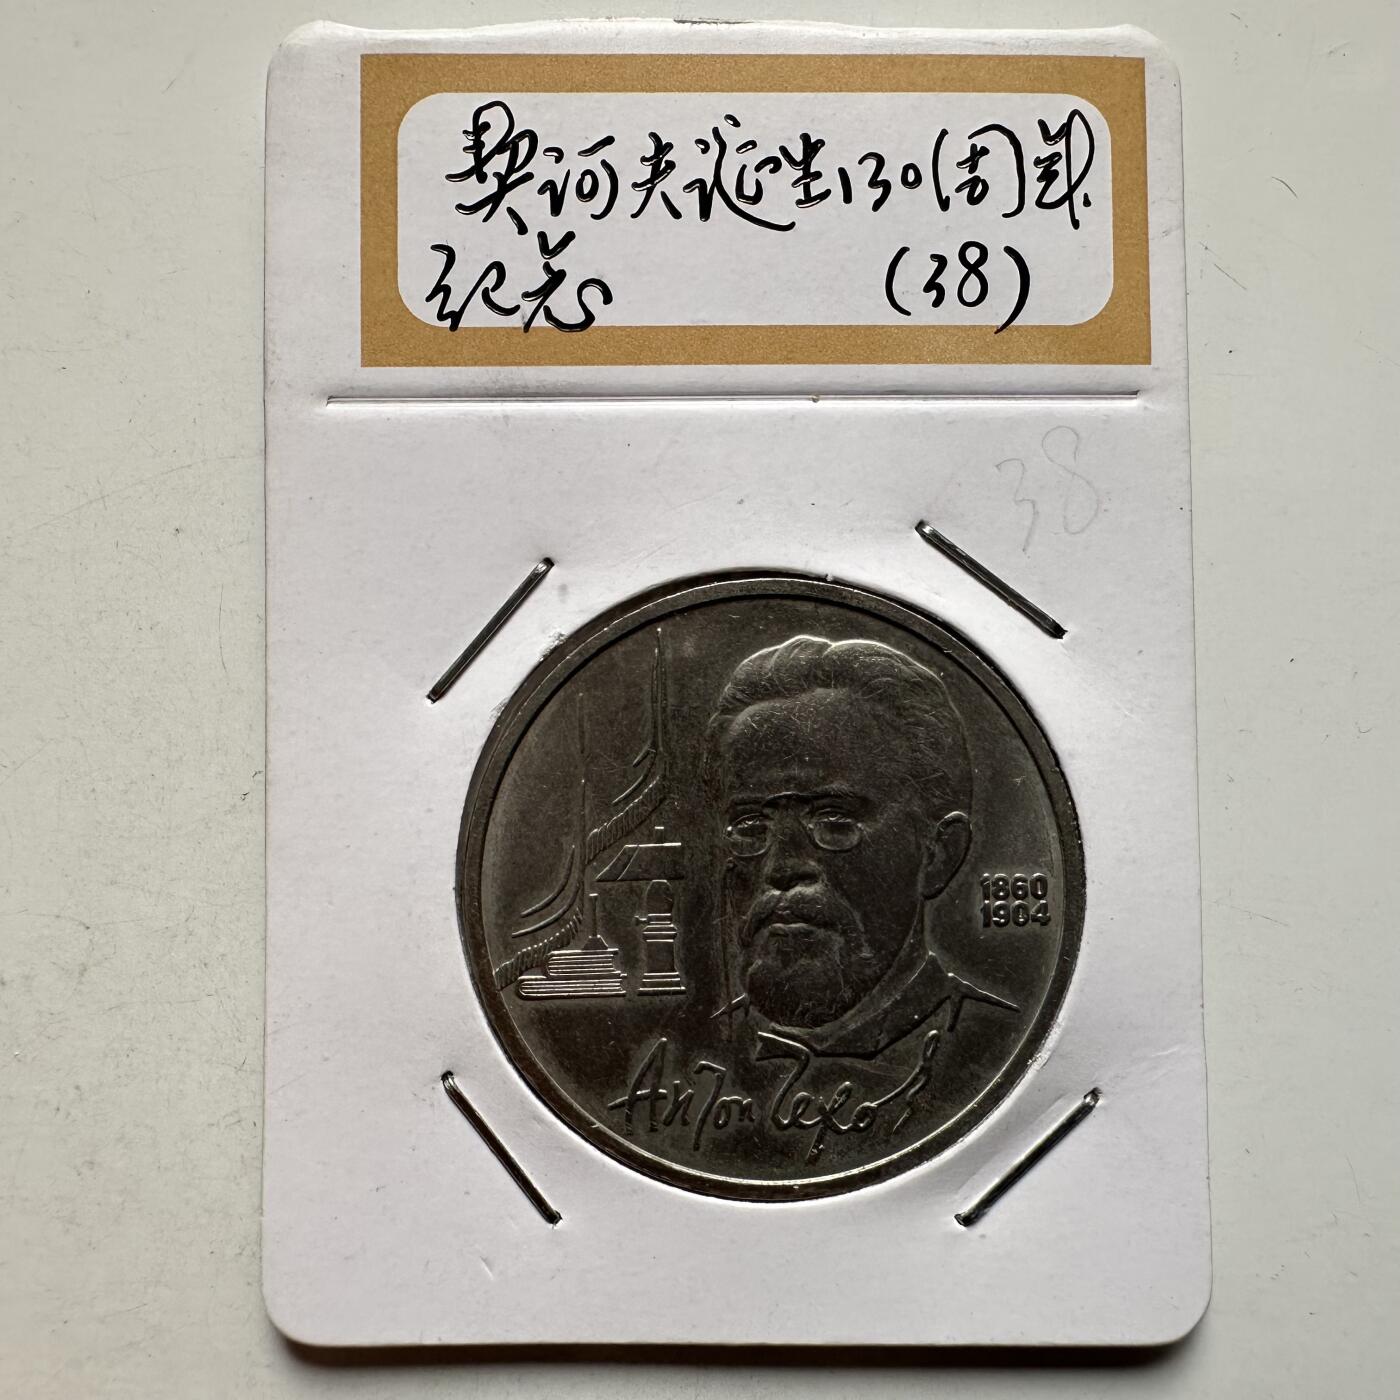 契诃夫诞生130(周)年
纪念 (38)
38
1860
1904
Антон Чехов